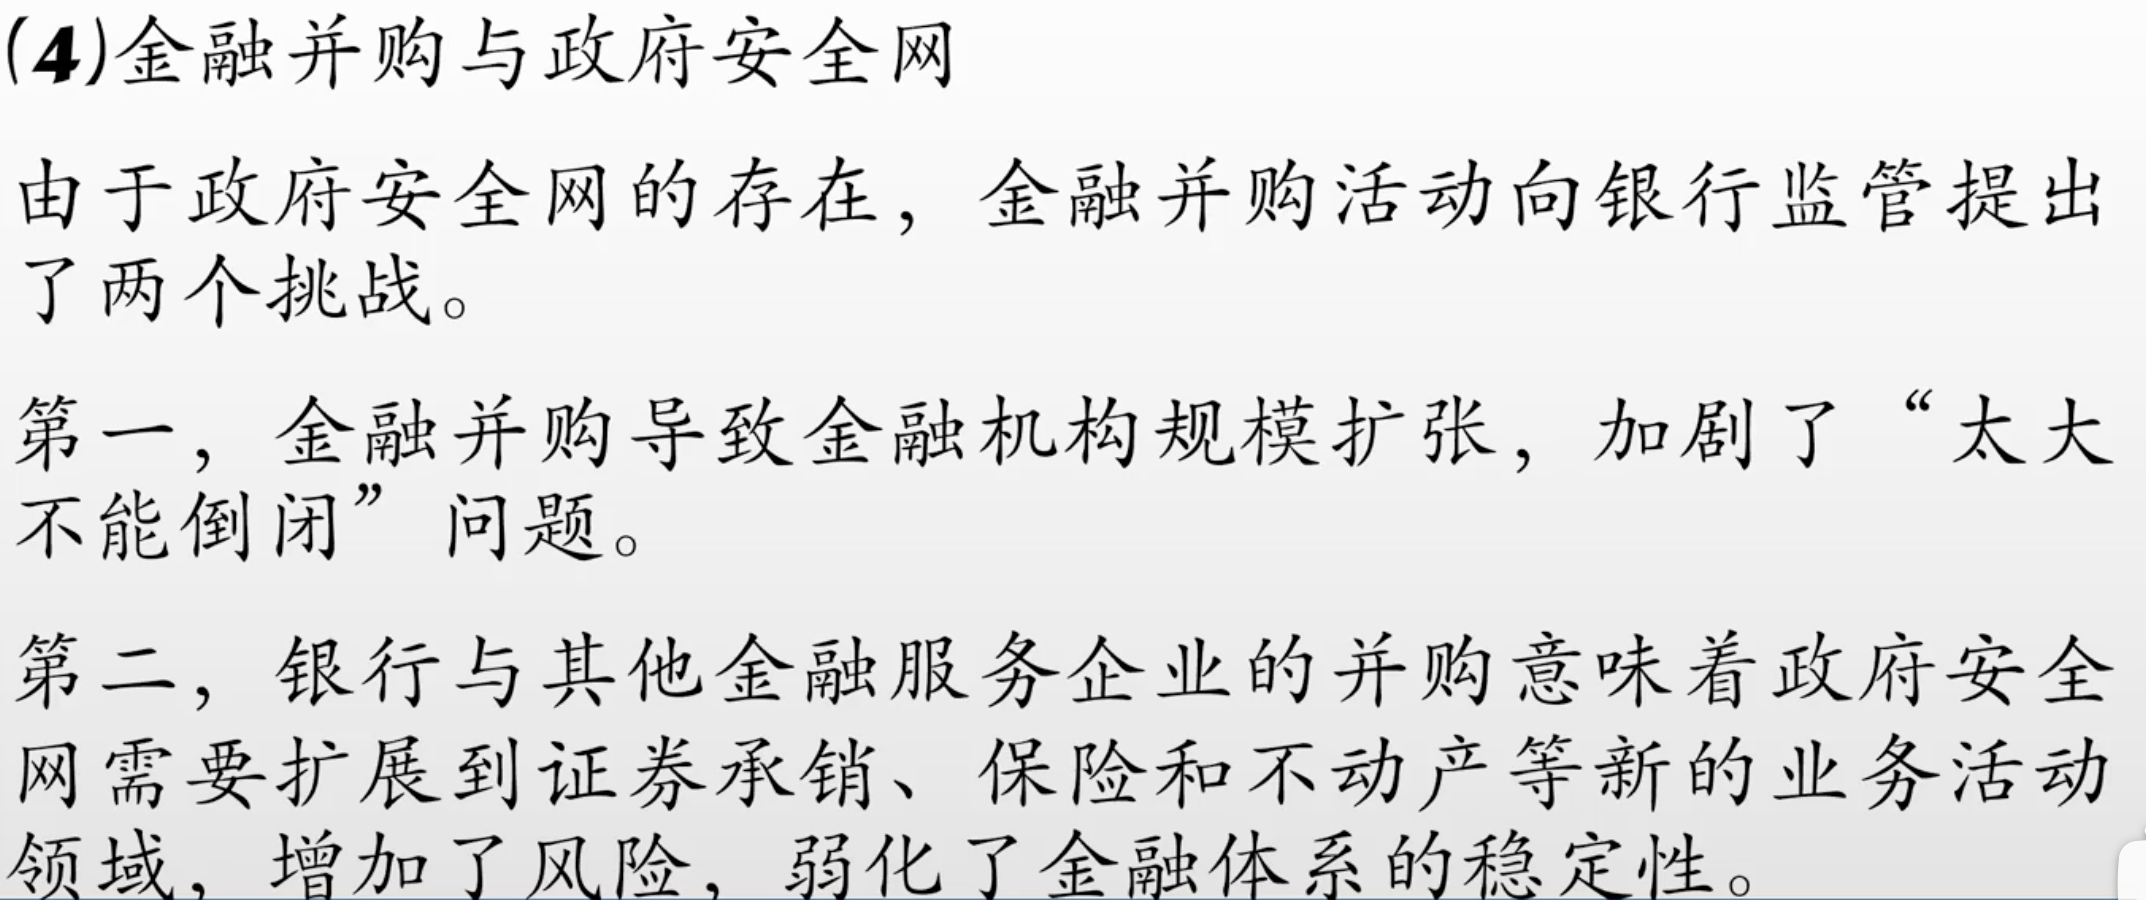 (4)金融并购与政府安全网
由于政府安全网的存在，金融并购活动向银行监管提出
了两个挑战。
第一，金融并购导致金融机构规模扩张，加剧了“太大
不能倒闭”问题。
第二，银行与其他金融服务企业的并购意味着政府安全
网需要扩展到证券承销、保险和不动产等新的业务活动
领域，增加了风险，弱化了金融体系的稳定性。